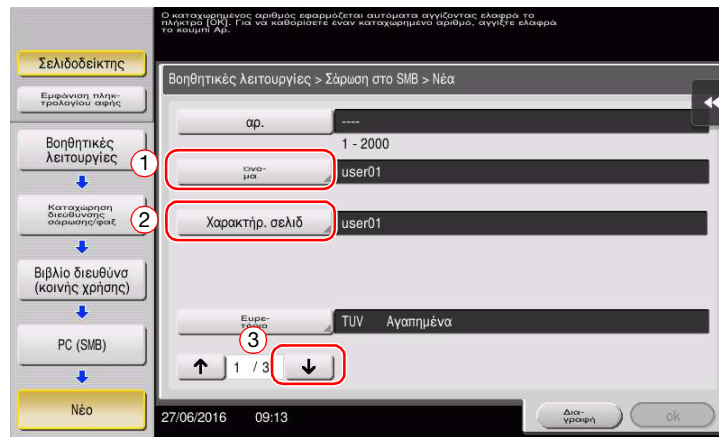 Ο καταχωρημένος αριθμός εφαρμόζεται αυτόματα αγγίζοντας ελαφρά το
πλήκτρο [OK]. Για να καθορίσετε έναν καταχωρημένο αριθμό, αγγίξτε ελαφρά
το κουμπί Αρ.
Σελιδοδείκτης
Εμφάνιση πληκ-
τρολογίου αφής
Βοηθητικές
λειτουργίες
Καταχώρηση
διεύθυνσης
σάρωσης/φαξ
Βιβλίο διευθύνσ
(κοινής χρήσης)
PC (SMB)
Νέο
Βοηθητικές λειτουργίες > Σάρωση στο SMB > Νέα
αρ.
----
1 - 2000
1
Όνο-
μα
user01
2
Χαρακτήρ. σελιδ
user01
Ευρε-
τήριο
TUV Αγαπημένα
3
1 / 3
27/06/2016 09:13
Δια-
γραφή
ok